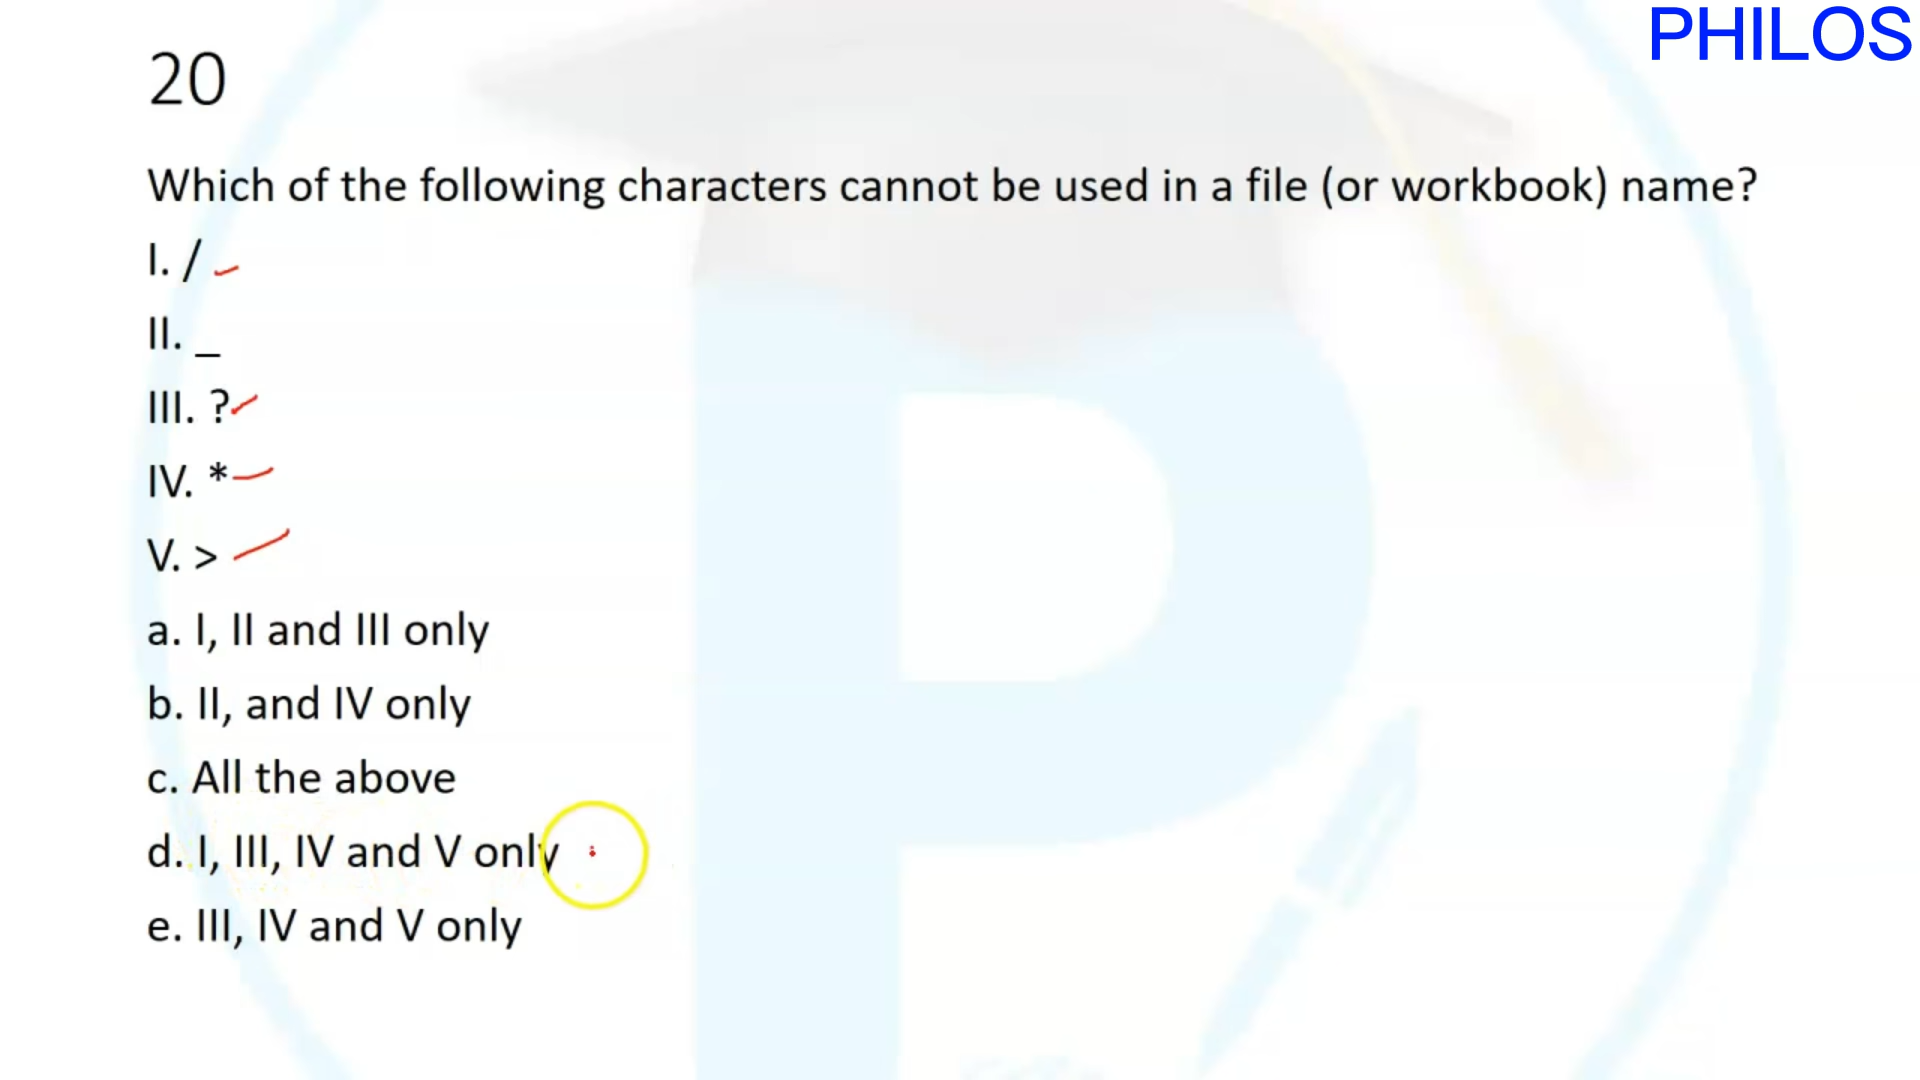 PHILOS
20
Which of the following characters cannot be used in a file (or workbook) name?
I. /
II. _
III. ?
IV. *
V. >
a. I, II and III only
b. II, and IV only
c. All the above
d. I, III, IV and V only
e. III, IV and V only